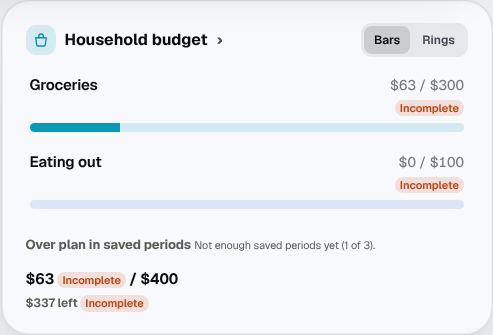 Household budget ›
Bars Rings
Groceries $63 / $300
Incomplete
Eating out $0 / $100
Incomplete
Over plan in saved periods Not enough saved periods yet (1 of 3).
$63 Incomplete / $400
$337 left Incomplete